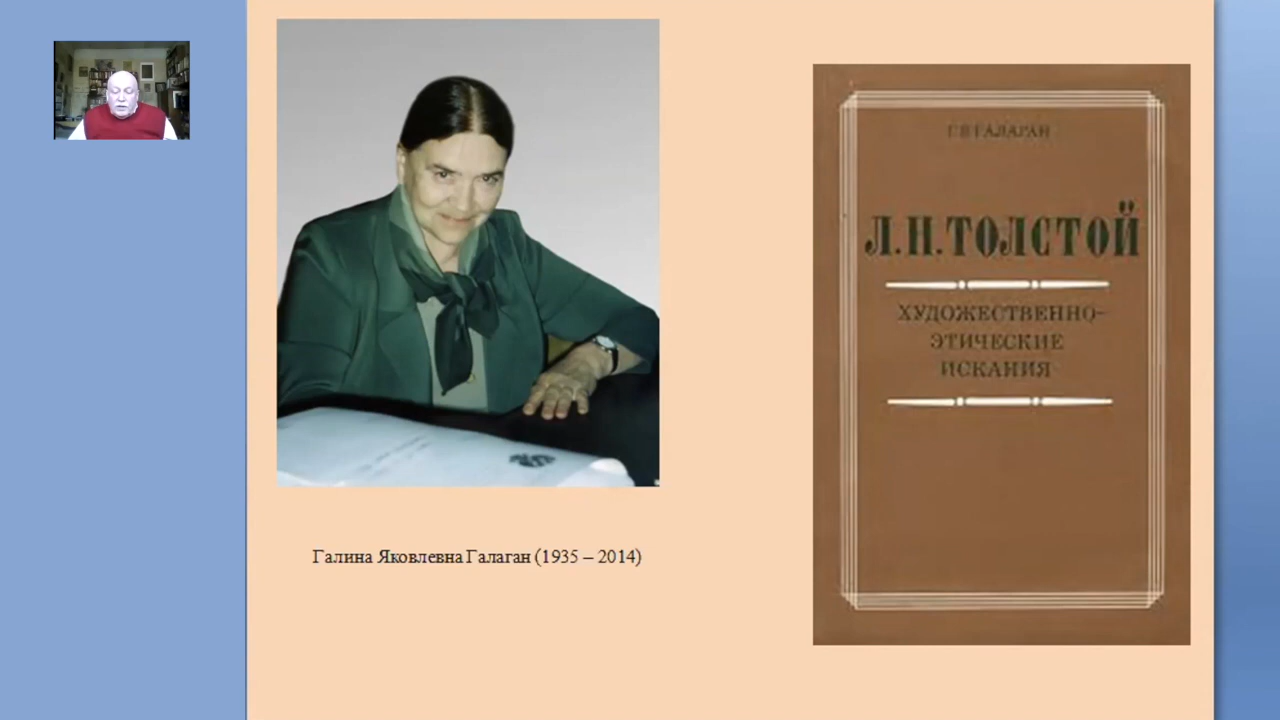 Галина Яковлевна Галаган (1935 – 2014)
Г. Я. ГАЛАГАН
Л.Н.ТОЛСТОЙ
ХУДОЖЕСТВЕННО-
ЭТИЧЕСКИЕ
ИСКАНИЯ